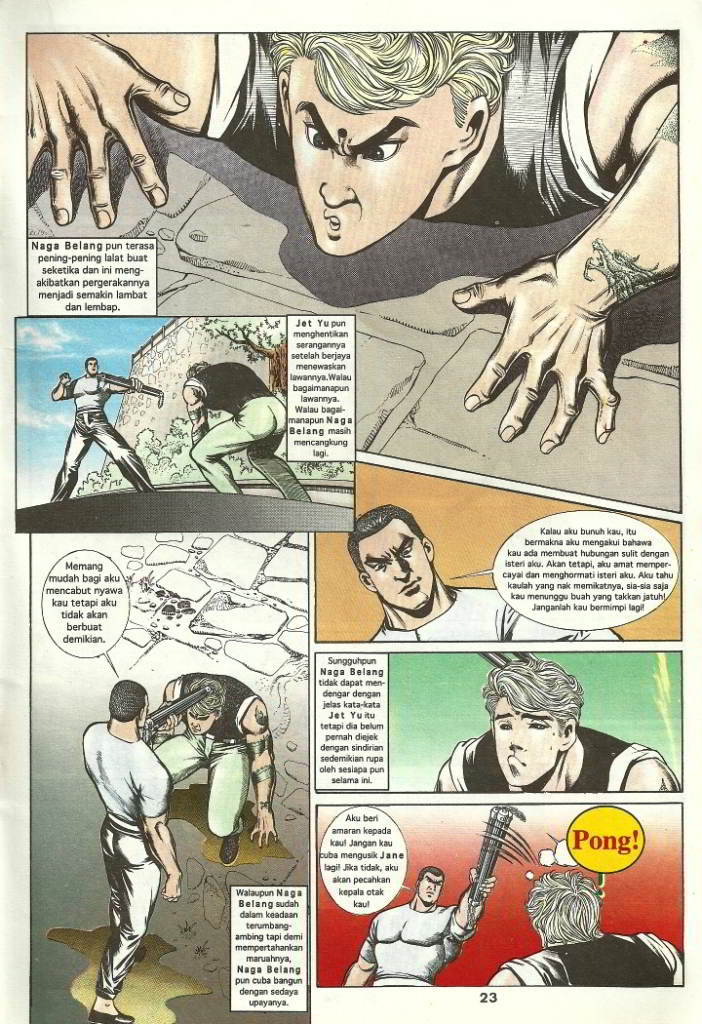 Naga Belang pun terasa
pening-pening lalat buat
seketika dan ini meng-
akibatkan pergerakannya
menjadi semakin lambat
dan lembap.
Jet Yu pun
menghentikan
serangannya
setelah berjaya
menewaskan
lawannya.Walau
bagaimanapun
lawannya.
Walau bagai-
manapun Naga
Belang masih
mencangkung
lagi.
Kalau aku bunuh kau, itu
bermakna aku mengakui bahawa
kau ada membuat hubungan sulit dengan
isteri aku. Akan tetapi, aku amat memper-
cayai dan menghormati isteri aku. Aku tahu
kaulah yang nak memikatnya, sia-sia saja
kau menunggu buah yang takkan jatuh!
Janganlah kau bermimpi lagi!
Memang
mudah bagi aku
mencabut nyawa
kau tetapi aku
tidak akan
berbuat
demikian.
Walaupun Naga
Belang sudah
dalam keadaan
terumbang-
ambing tapi demi
mempertahankan
maruahnya,
Naga Belang
pun cuba bangun
dengan sedaya
upayanya.
Sungguhpun
Naga Belang
tidak dapat men-
dengar dengan
jelas kata-kata
Jet Yu itu
tetapi dia belum
pernah diejek
dengan sindirian
sedemikian rupa
oleh sesiapa pun
selama ini.
Aku beri
amaran kepada
kau! Jangan kau
cuba mengusik Jane
lagi! Jika tidak, aku
akan pecahkan
kepala otak
kau!
Pong!
23